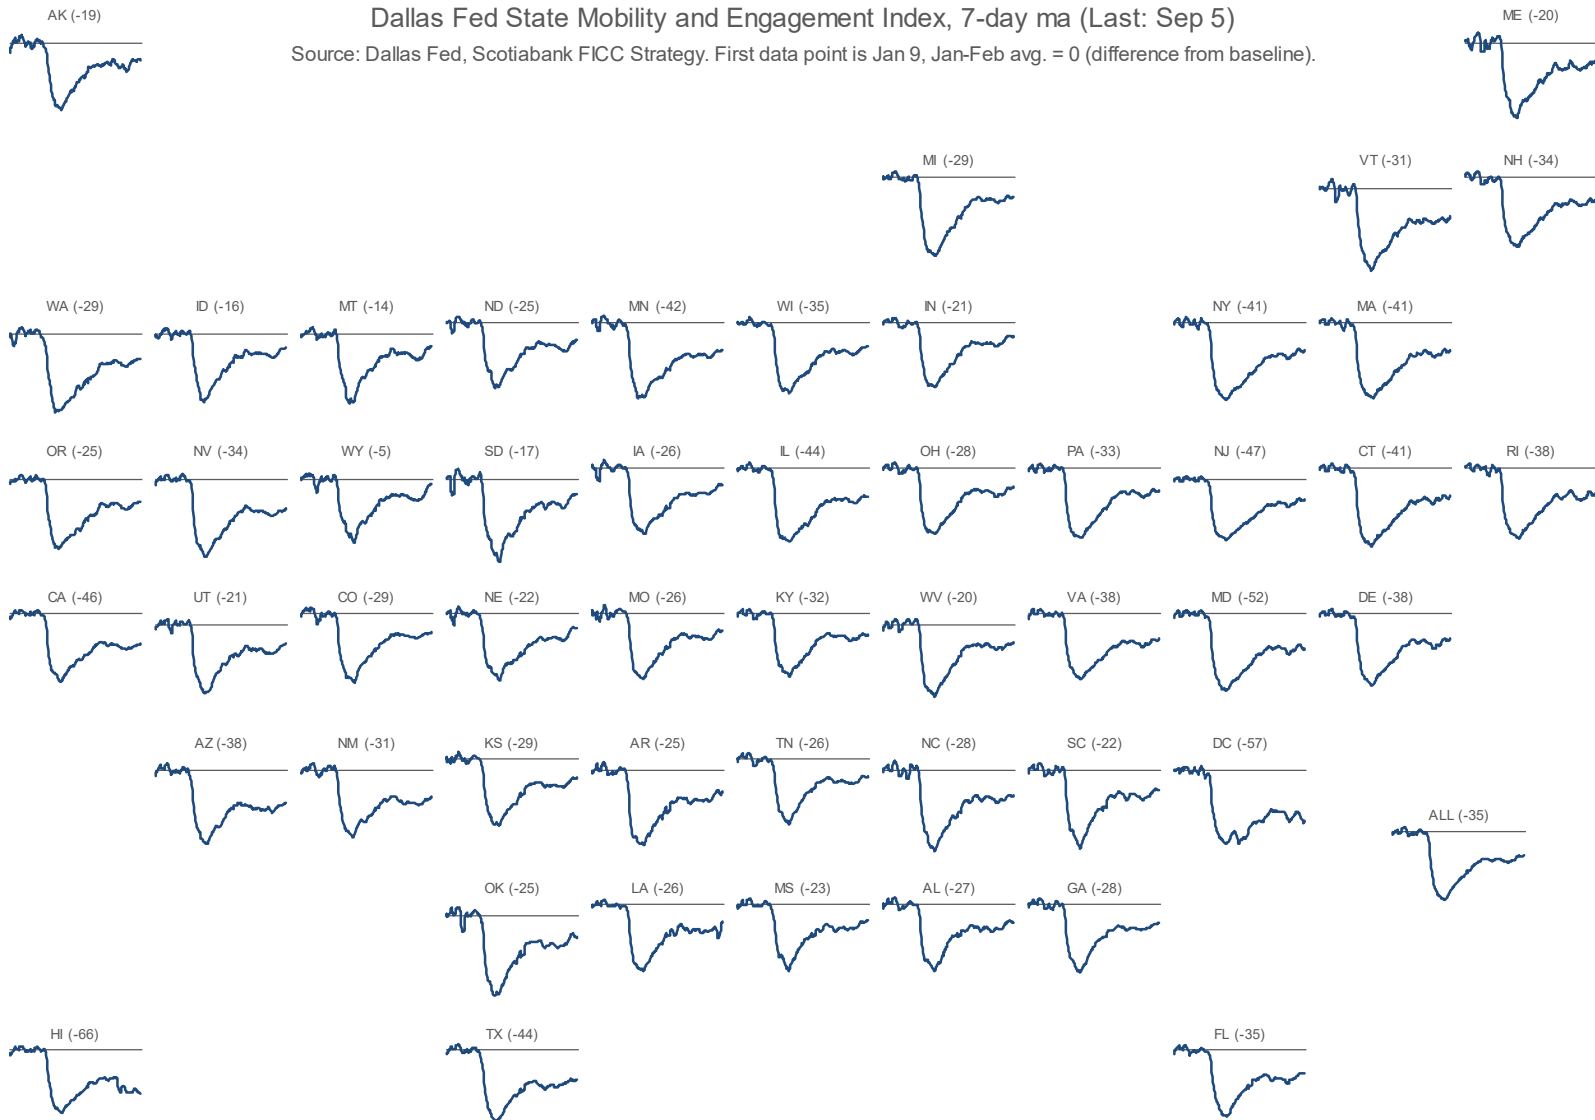 AK (-19)
Dallas Fed State Mobility and Engagement Index, 7-day ma (Last: Sep 5)
ME (-20)
Source: Dallas Fed, Scotiabank FICC Strategy. First data point is Jan 9, Jan-Feb avg. = 0 (difference from baseline).
MI (-29)
VT (-31)
NH (-34)
WA (-29)
ID (-16)
MT (-14)
ND (-25)
MN (-42)
WI (-35)
IN (-21)
NY (-41)
MA (-41)
OR (-25)
NV (-34)
WY (-5)
SD (-17)
IA (-26)
IL (-44)
OH (-28)
PA (-33)
NJ (-47)
CT (-41)
RI (-38)
CA (-46)
UT (-21)
CO (-29)
NE (-22)
MO (-26)
KY (-32)
WV (-20)
VA (-38)
MD (-52)
DE (-38)
AZ (-38)
NM (-31)
KS (-29)
AR (-25)
TN (-26)
NC (-28)
SC (-22)
DC (-57)
ALL (-35)
OK (-25)
LA (-26)
MS (-23)
AL (-27)
GA (-28)
HI (-66)
TX (-44)
FL (-35)